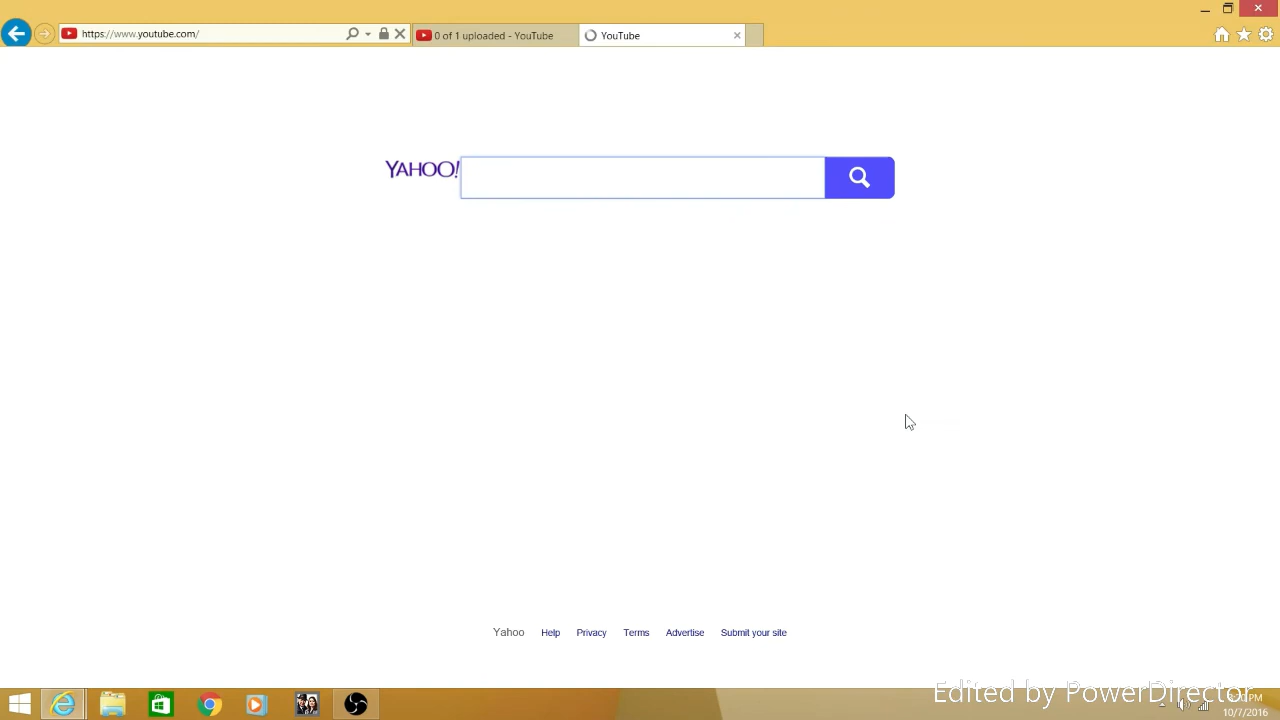 https://www.youtube.com/
0 of 1 uploaded - YouTube
YouTube
YAHOO!
Yahoo Help Privacy Terms Advertise Submit your site
Edited by PowerDirector
PM
10/7/2016